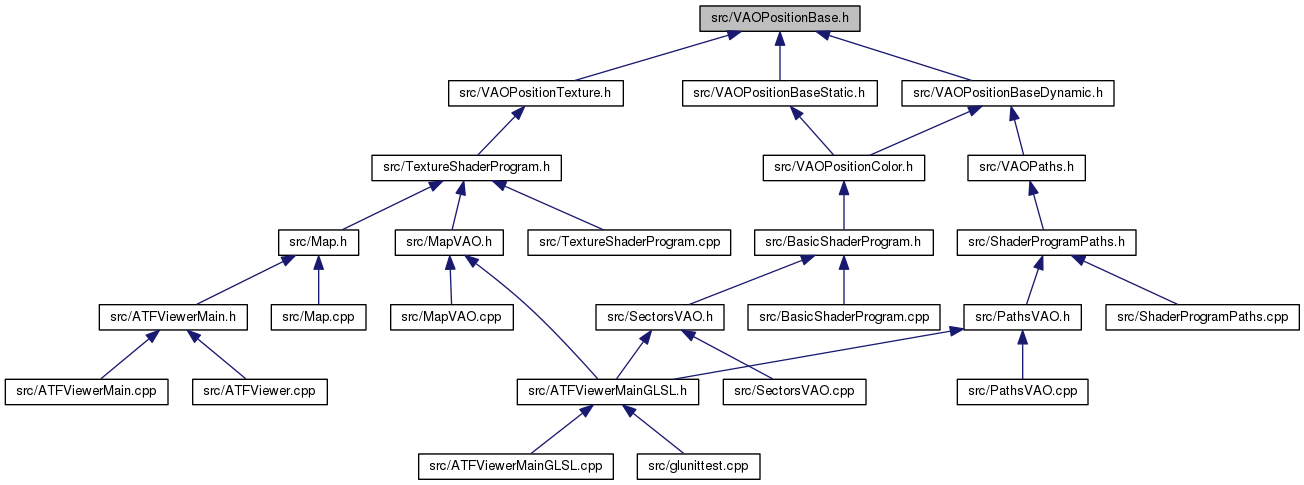 src/VAOPositionBase.h
src/VAOPositionTexture.h
src/VAOPositionBaseStatic.h
src/VAOPositionBaseDynamic.h
src/TextureShaderProgram.h
src/VAOPositionColor.h
src/VAOPaths.h
src/Map.h
src/MapVAO.h
src/TextureShaderProgram.cpp
src/BasicShaderProgram.h
src/ShaderProgramPaths.h
src/ATFViewerMain.h
src/Map.cpp
src/MapVAO.cpp
src/SectorsVAO.h
src/BasicShaderProgram.cpp
src/PathsVAO.h
src/ShaderProgramPaths.cpp
src/ATFViewerMain.cpp
src/ATFViewer.cpp
src/ATFViewerMainGLSL.h
src/SectorsVAO.cpp
src/PathsVAO.cpp
src/ATFViewerMainGLSL.cpp
src/glunittest.cpp